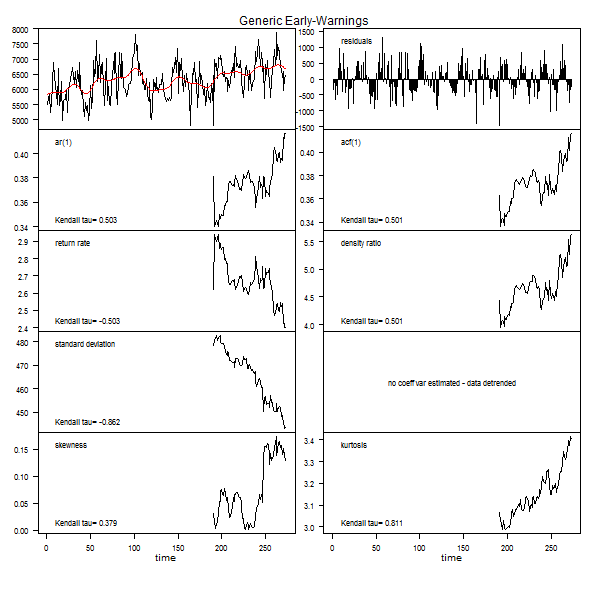 Generic Early-Warnings
8000
7500
7000
6500
6000
5500
5000
residuals
1500
1000
500
0
-500
-1000
-1500
ar(1)
0.40
0.38
0.36
0.34
Kendall tau= 0.503
acf(1)
0.40
0.38
0.36
0.34
Kendall tau= 0.501
return rate
2.9
2.8
2.7
2.6
2.5
2.4
Kendall tau= -0.503
density ratio
5.5
5.0
4.5
4.0
Kendall tau= 0.501
standard deviation
480
470
460
450
Kendall tau= -0.862
no coeff var estimated - data detrended
skewness
0.15
0.10
0.05
0.00
Kendall tau= 0.379
kurtosis
3.4
3.3
3.2
3.1
3.0
Kendall tau= 0.811
0 50 100 150 200 250
time
0 50 100 150 200 250
time